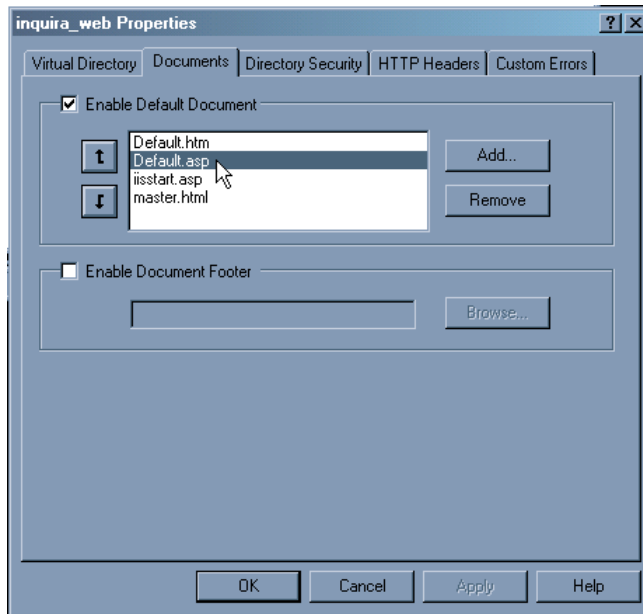 inquira_web Properties
Virtual Directory Documents Directory Security HTTP Headers Custom Errors
Enable Default Document
Default.htm
Default.asp
iisstart.asp
master.html
Add...
Remove
Enable Document Footer
Browse...
OK Cancel Apply Help